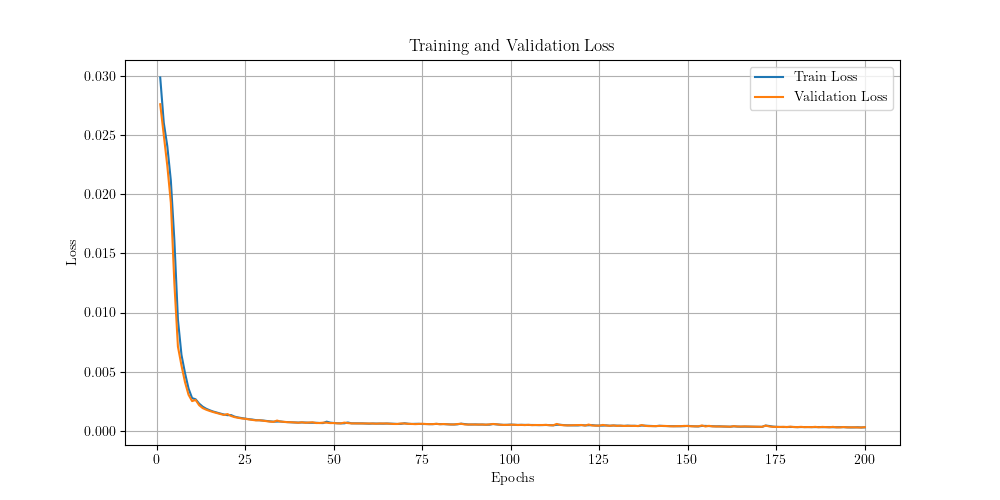 Training and Validation Loss
Train Loss
Validation Loss
Loss
0.030
0.025
0.020
0.015
0.010
0.005
0.000
0 25 50 75 100 125 150 175 200
Epochs